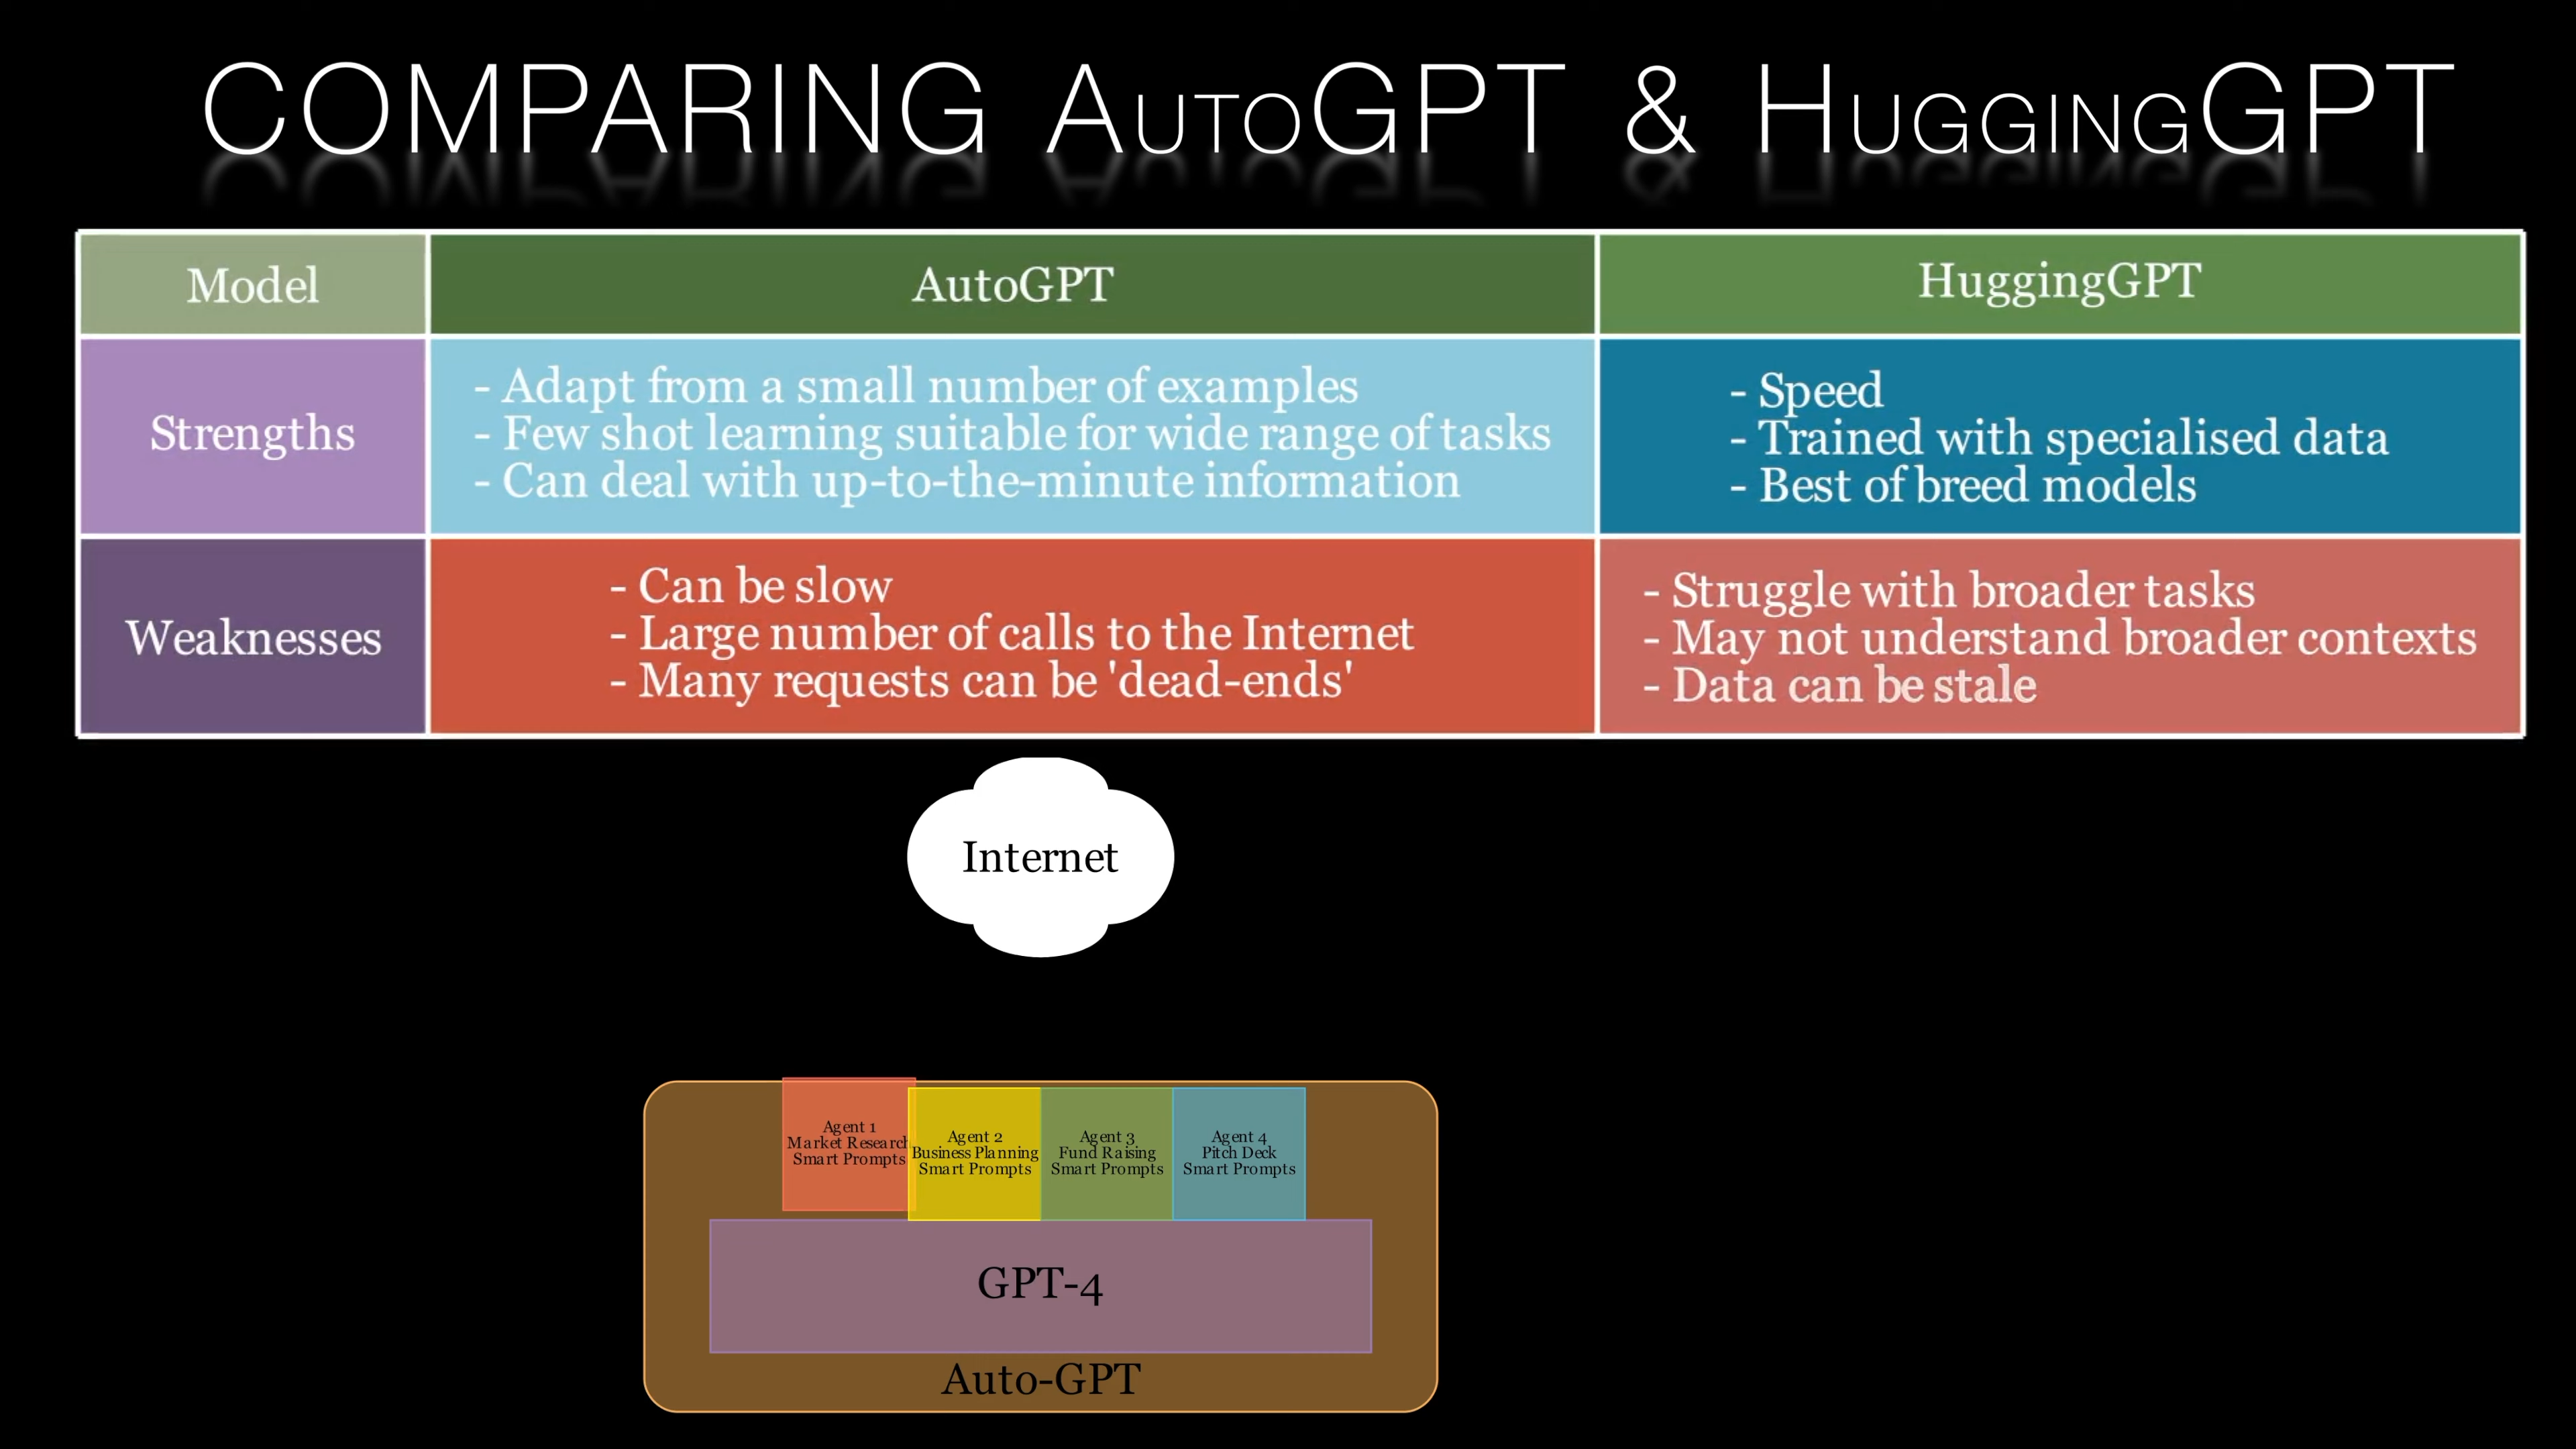 COMPARING AUTOGPT & HUGGINGGPT
Model
AutoGPT
HuggingGPT
Strengths
- Adapt from a small number of examples
- Few shot learning suitable for wide range of tasks
- Can deal with up-to-the-minute information
- Speed
- Trained with specialised data
- Best of breed models
Weaknesses
- Can be slow
- Large number of calls to the Internet
- Many requests can be 'dead-ends'
- Struggle with broader tasks
- May not understand broader contexts
- Data can be stale
Internet
Agent 1
Market Research
Smart Prompts
Agent 2
Business Planning
Smart Prompts
Agent 3
Fund Raising
Smart Prompts
Agent 4
Pitch Deck
Smart Prompts
GPT-4
Auto-GPT